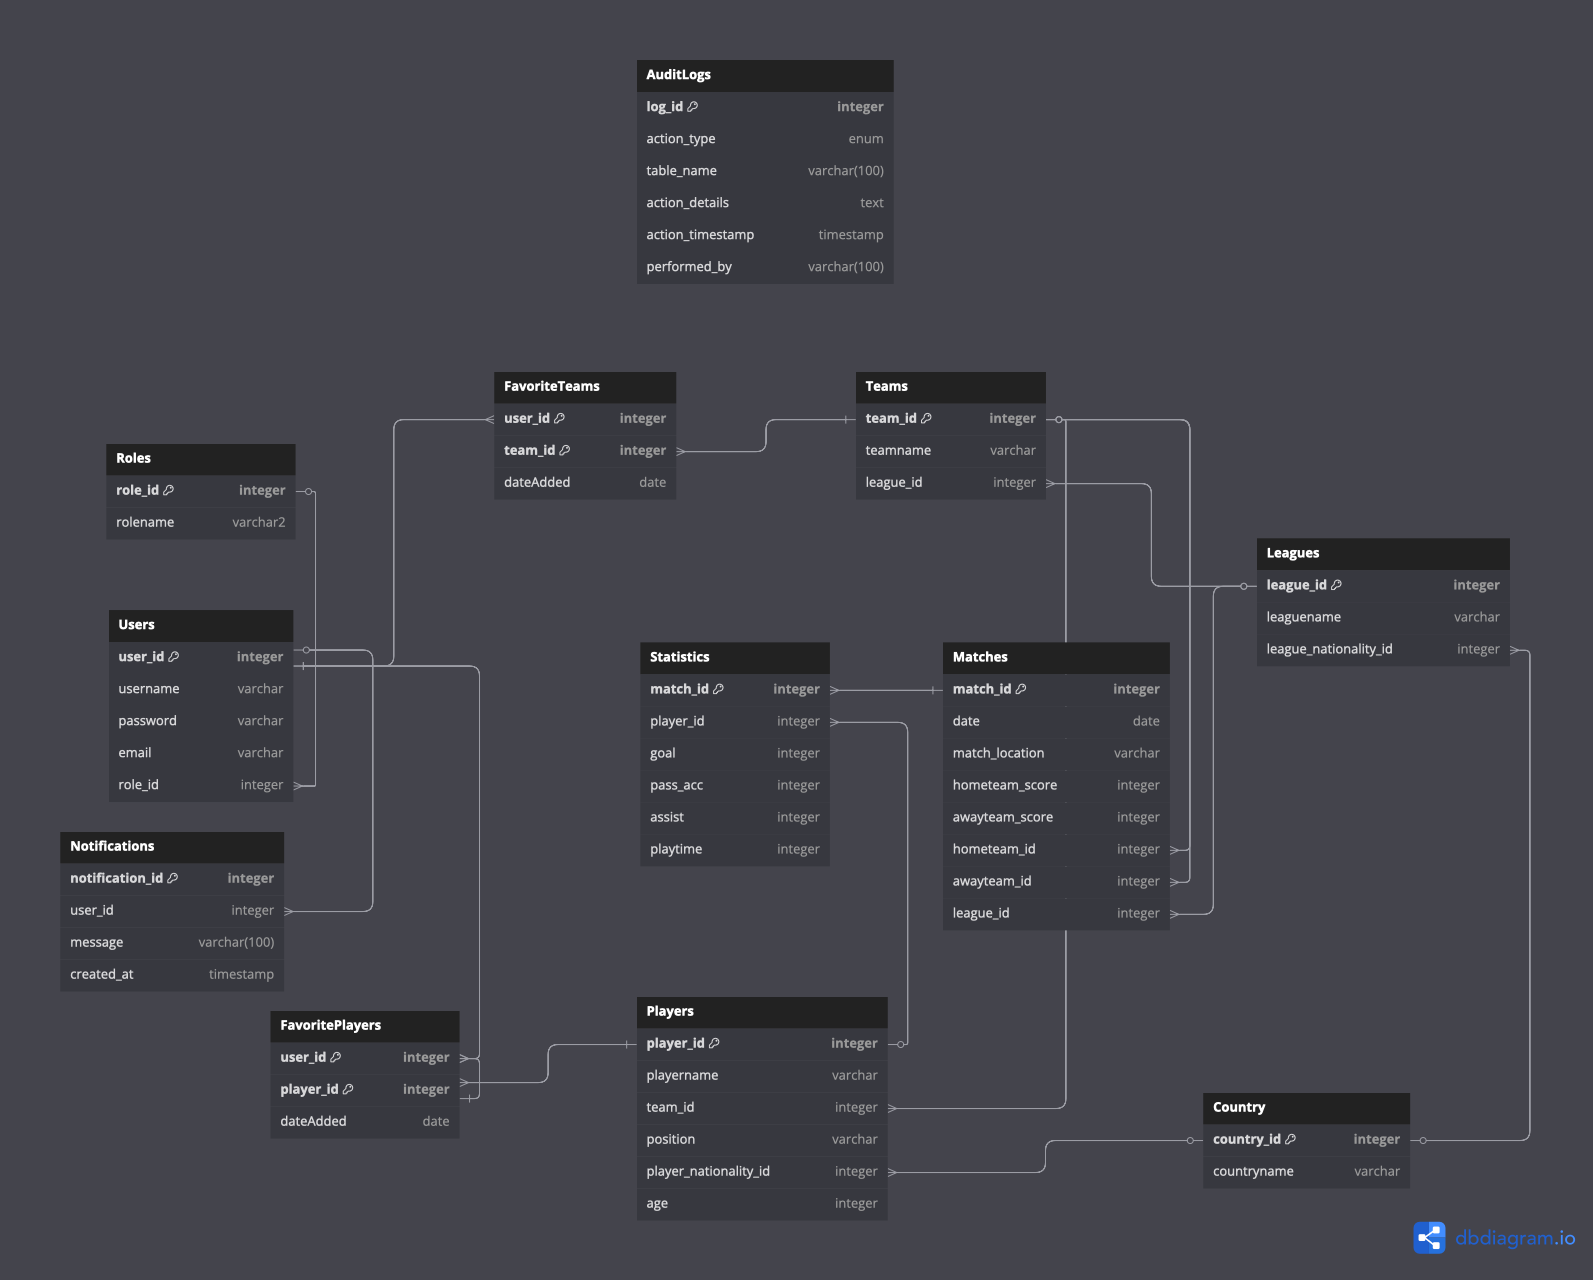 AuditLogs
log_id integer
action_type enum
table_name varchar(100)
action_details text
action_timestamp timestamp
performed_by varchar(100)
FavoriteTeams
user_id integer
team_id integer
dateAdded date
Teams
team_id integer
teamname varchar
league_id integer
Roles
role_id integer
rolename varchar2
Leagues
league_id integer
leaguename varchar
league_nationality_id integer
Users
user_id integer
username varchar
password varchar
email varchar
role_id integer
Statistics
match_id integer
player_id integer
goal integer
pass_acc integer
assist integer
playtime integer
Matches
match_id integer
date date
match_location varchar
hometeam_score integer
awayteam_score integer
hometeam_id integer
awayteam_id integer
league_id integer
Notifications
notification_id integer
user_id integer
message varchar(100)
created_at timestamp
FavoritePlayers
user_id integer
player_id integer
dateAdded date
Players
player_id integer
playername varchar
team_id integer
position varchar
player_nationality_id integer
age integer
Country
country_id integer
countryname varchar
dbdiagram.io